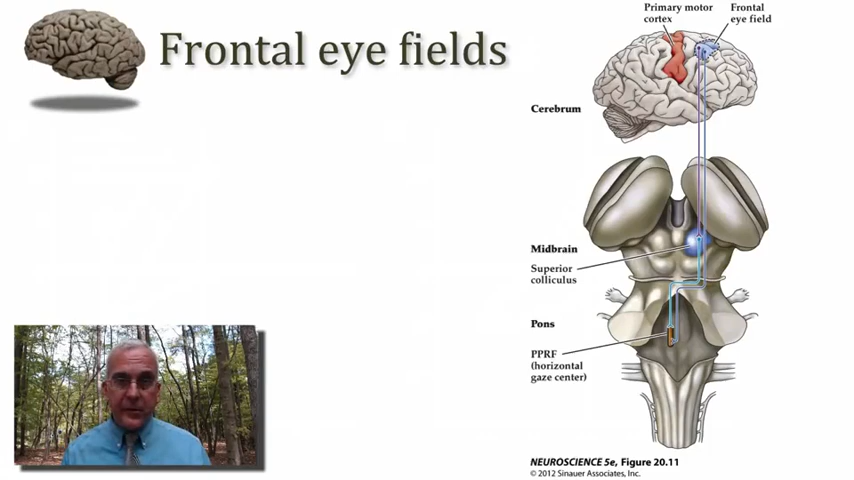 Frontal eye fields
Primary motor
cortex
Frontal
eye field
Cerebrum
Midbrain
Superior
colliculus
Pons
PPRF
(horizontal
gaze center)
NEUROSCIENCE 5e, Figure 20.11
© 2012 Sinauer Associates, Inc.